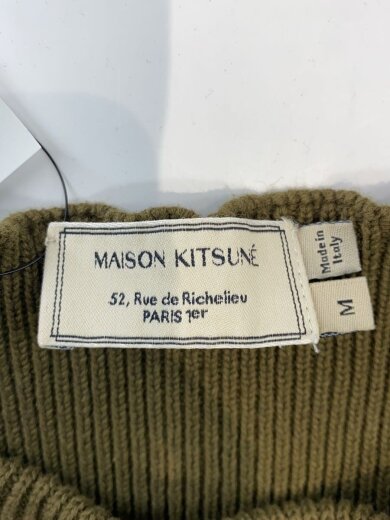 MAISON KITSUNÉ
52, Rue de Richelieu
PARIS 1er
Made in
Italy
M